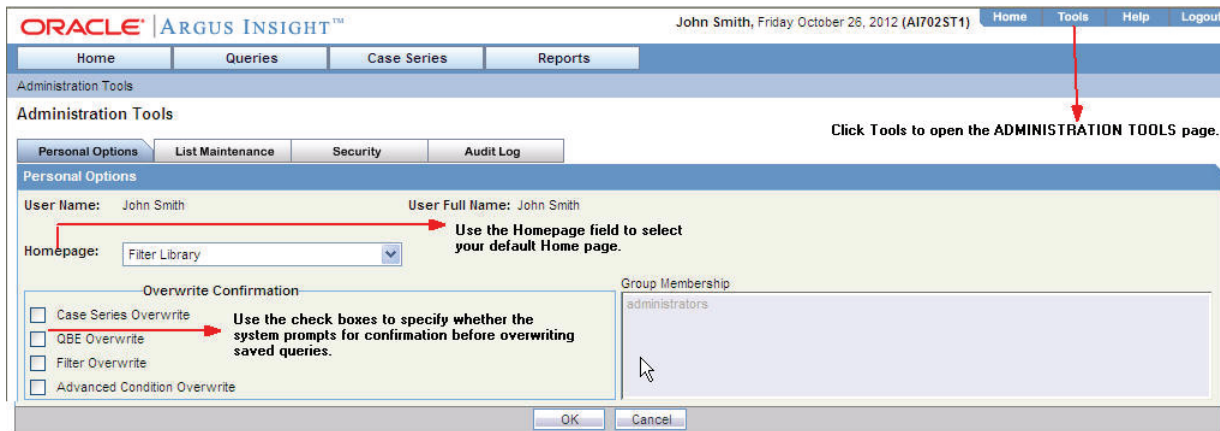 ORACLE® | ARGUS INSIGHT™
John Smith, Friday October 26, 2012 (AI702ST1)
Home Tools Help Logout
Home Queries Case Series Reports
Administration Tools
Administration Tools
Click Tools to open the ADMINISTRATION TOOLS page.
Personal Options List Maintenance Security Audit Log
Personal Options
User Name: John Smith User Full Name: John Smith
Use the Homepage field to select
your default Home page.
Homepage: Filter Library
Overwrite Confirmation
Case Series Overwrite
QBE Overwrite
Filter Overwrite
Advanced Condition Overwrite
Use the check boxes to specify whether the
system prompts for confirmation before overwriting
saved queries.
Group Membership
administrators
OK Cancel